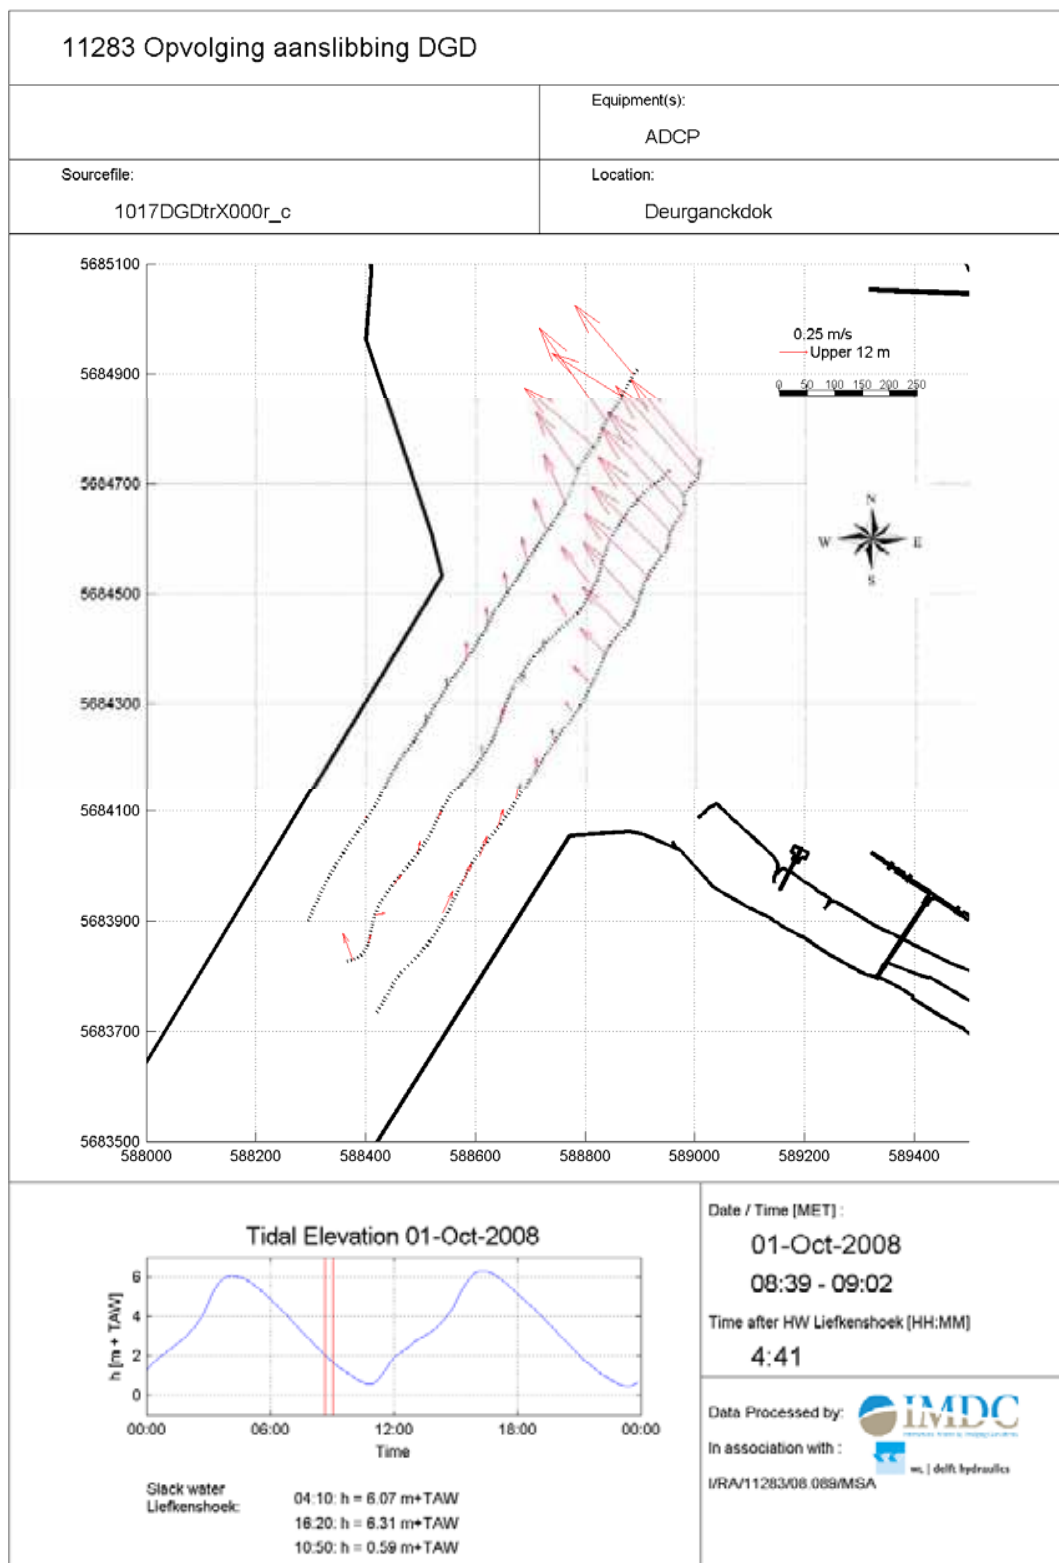 11283 Opvolging aanslibbing DGD
Equipment(s):
ADCP
Sourcefile:
1017DGDtrX000r_c
Location:
Deurganckdok
5685100
5684900
5684700
5684500
5684300
5684100
5683900
5683700
5683500
588000 588200 588400 588600 588800 589000 589200 589400
0.25 m/s
Upper 12 m
0 50 100 150 200 250
N
W E
S
Tidal Elevation 01-Oct-2008
h [m + TAW]
6
4
2
0
00:00 06:00 12:00 18:00 00:00
Time
Slack water
Liefkenshoek:
04:10: h = 6.07 m+TAW
16:20: h = 6.31 m+TAW
10:50: h = 0.59 m+TAW
Date / Time [MET] :
01-Oct-2008
08:39 - 09:02
Time after HW Liefkenshoek [HH:MM]
4:41
Data Processed by:
IMDC
In association with :
wL | delft hydraulics
I/RA/11283/08.089/MSA